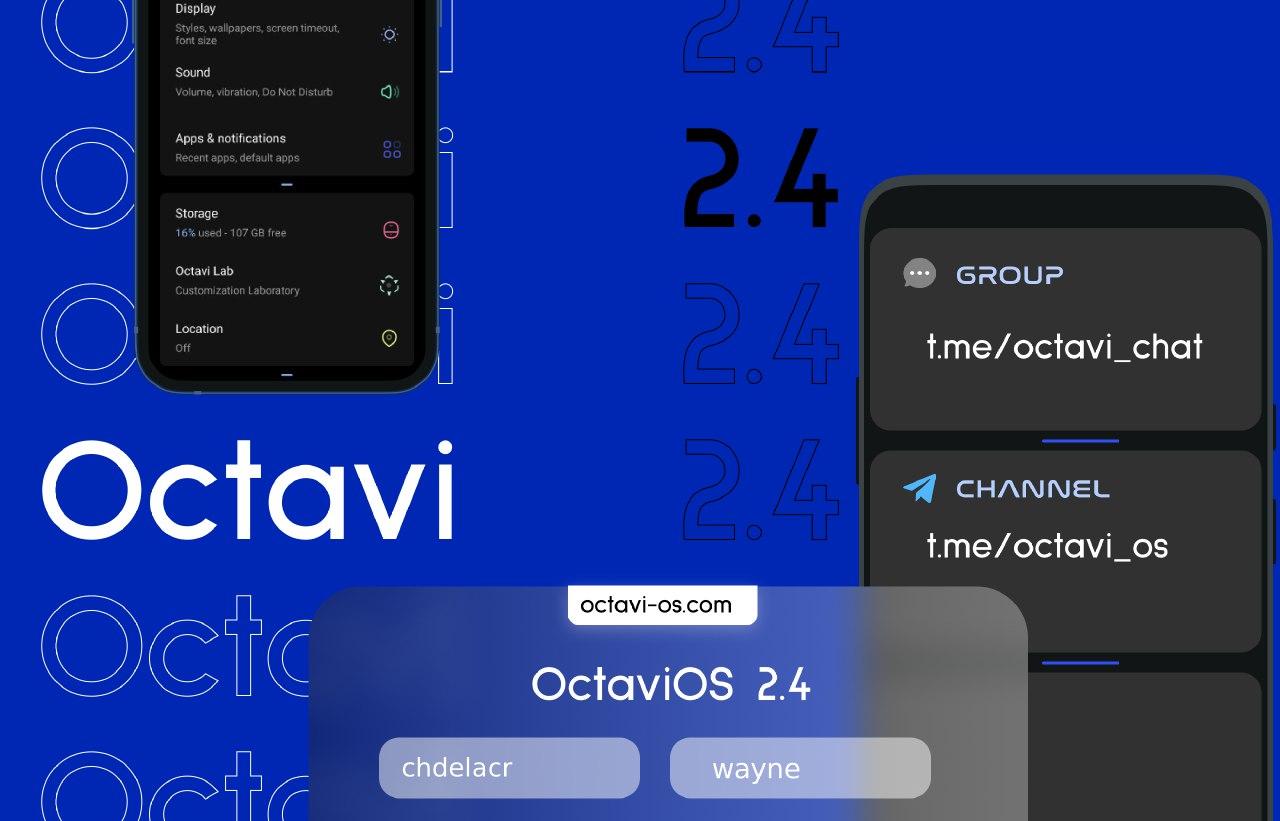 Display
Styles, wallpapers, screen timeout,
font size
Sound
Volume, vibration, Do Not Disturb
Apps & notifications
Recent apps, default apps
Storage
16% used - 107 GB free
Octavi Lab
Customization Laboratory
Location
Off
2.4
2.4
2.4
2.4
GROUP
t.me/octavi_chat
CHANNEL
t.me/octavi_os
Octavi
octavi-os.com
OctaviOS 2.4
chdelacr
wayne